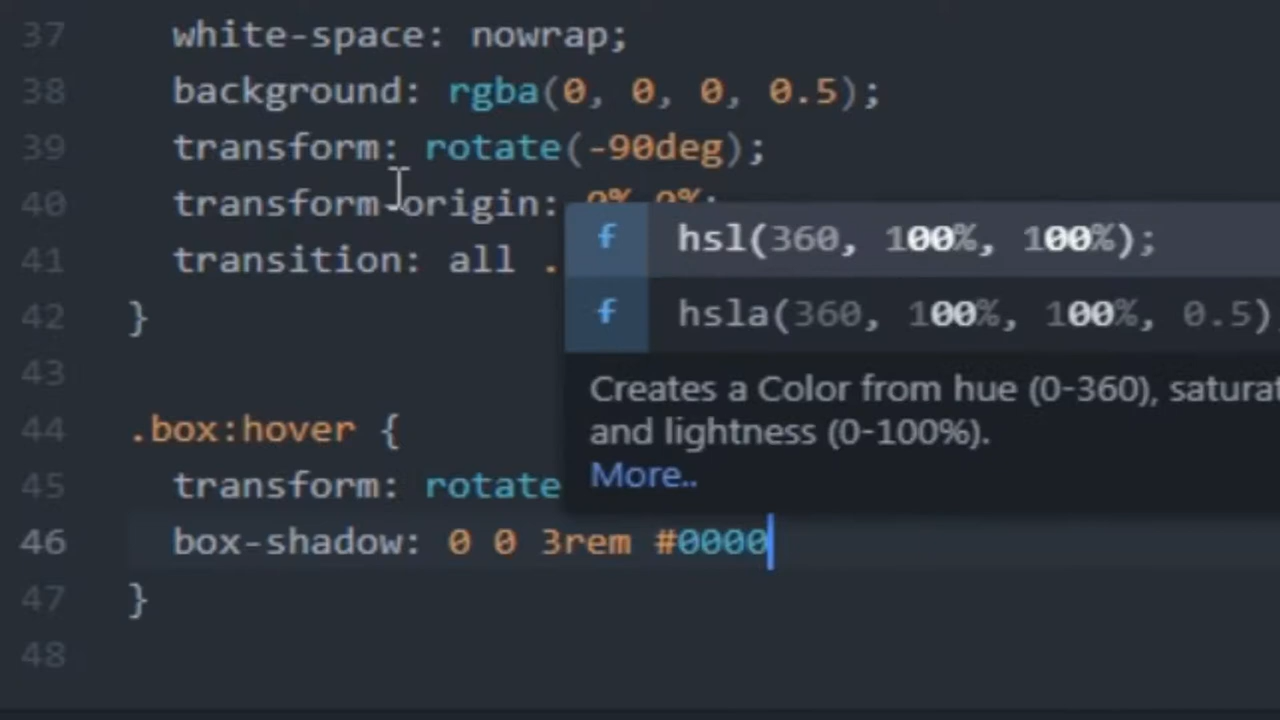 37 white-space: nowrap;
38 background: rgba(0, 0, 0, 0.5);
39 transform: rotate(-90deg);
40 transform-origin: 0% 0%;
41 transition: all .
f hsl(360, 100%, 100%);
f hsla(360, 100%, 100%, 0.5)
Creates a Color from hue (0-360), saturat
and lightness (0-100%).
More..
42 }
43
44 .box:hover {
45 transform: rotate
46 box-shadow: 0 0 3rem #0000
47 }
48